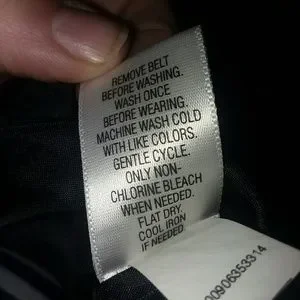 REMOVE BELT
BEFORE WASHING.
WASH ONCE
BEFORE WEARING.
MACHINE WASH COLD
WITH LIKE COLORS.
GENTLE CYCLE.
ONLY NON-
CHLORINE BLEACH
WHEN NEEDED.
FLAT DRY.
COOL IRON
IF NEEDED
00906353314